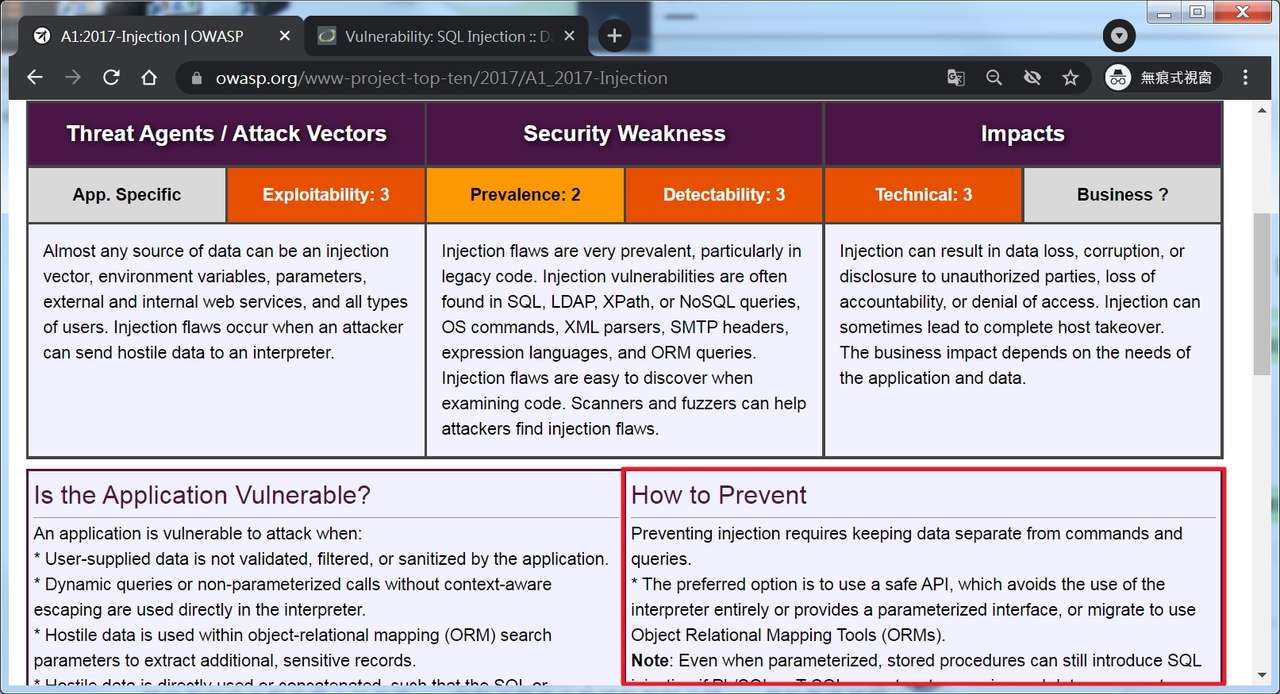 A1:2017-Injection | OWASP
Vulnerability: SQL Injection :: D
owasp.org/www-project-top-ten/2017/A1_2017-Injection
無痕式視窗
Threat Agents / Attack Vectors
Security Weakness
Impacts
App. Specific
Exploitability: 3
Prevalence: 2
Detectability: 3
Technical: 3
Business ?
Almost any source of data can be an injection
vector, environment variables, parameters,
external and internal web services, and all types
of users. Injection flaws occur when an attacker
can send hostile data to an interpreter.
Injection flaws are very prevalent, particularly in
legacy code. Injection vulnerabilities are often
found in SQL, LDAP, XPath, or NoSQL queries,
OS commands, XML parsers, SMTP headers,
expression languages, and ORM queries.
Injection flaws are easy to discover when
examining code. Scanners and fuzzers can help
attackers find injection flaws.
Injection can result in data loss, corruption, or
disclosure to unauthorized parties, loss of
accountability, or denial of access. Injection can
sometimes lead to complete host takeover.
The business impact depends on the needs of
the application and data.
Is the Application Vulnerable?
An application is vulnerable to attack when:
* User-supplied data is not validated, filtered, or sanitized by the application.
* Dynamic queries or non-parameterized calls without context-aware
escaping are used directly in the interpreter.
* Hostile data is used within object-relational mapping (ORM) search
parameters to extract additional, sensitive records.
* Hostile data is directly used or concatenated, such that the SQL or
How to Prevent
Preventing injection requires keeping data separate from commands and
queries.
* The preferred option is to use a safe API, which avoids the use of the
interpreter entirely or provides a parameterized interface, or migrate to use
Object Relational Mapping Tools (ORMs).
Note: Even when parameterized, stored procedures can still introduce SQL